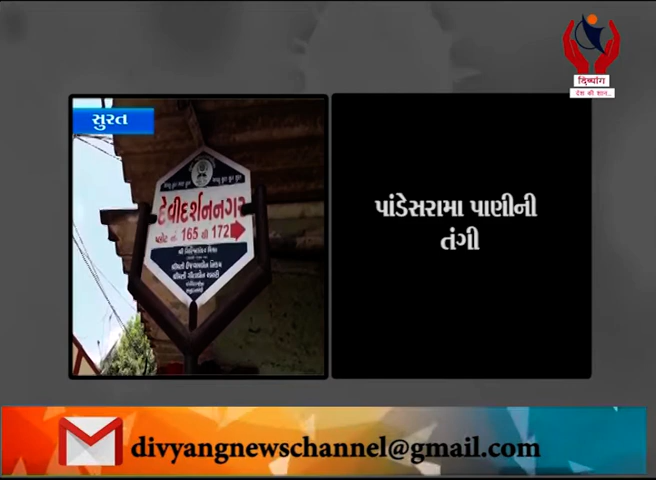 दिव्यांग
देश की शान..
સુરત
દેવીદર્શનનગર
પ્લોટ નં. 165 થી 172
પાંડેસરામા પાણીની
તંગી
divyangnewschannel@gmail.com